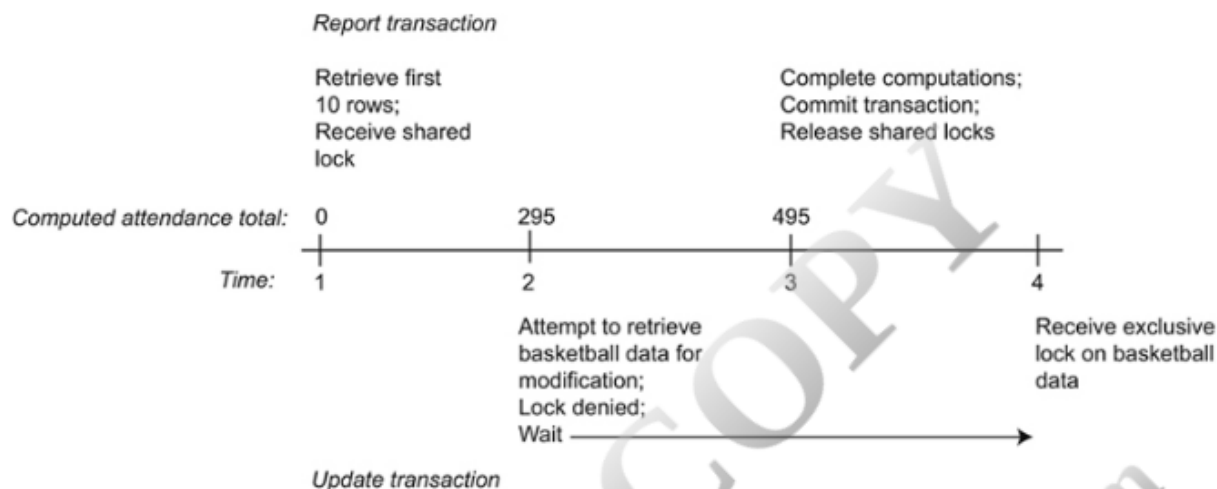 Report transaction
Retrieve first
10 rows;
Receive shared
lock
Complete computations;
Commit transaction;
Release shared locks
Computed attendance total: 0 295 495
Time: 1 2 3 4
Attempt to retrieve
basketball data for
modification;
Lock denied;
Wait
Receive exclusive
lock on basketball
data
Update transaction
COPY